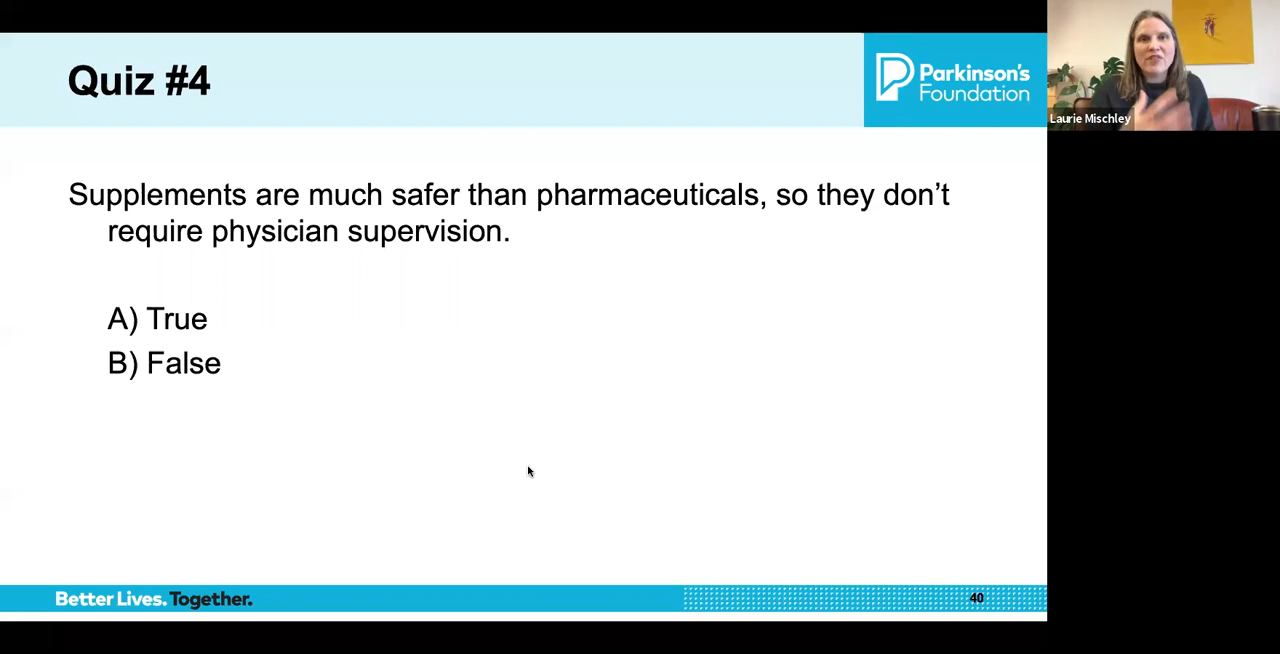 Quiz #4
Parkinson's
Foundation
Laurie Mischley
Supplements are much safer than pharmaceuticals, so they don’t
require physician supervision.
A) True
B) False
Better Lives. Together.
40